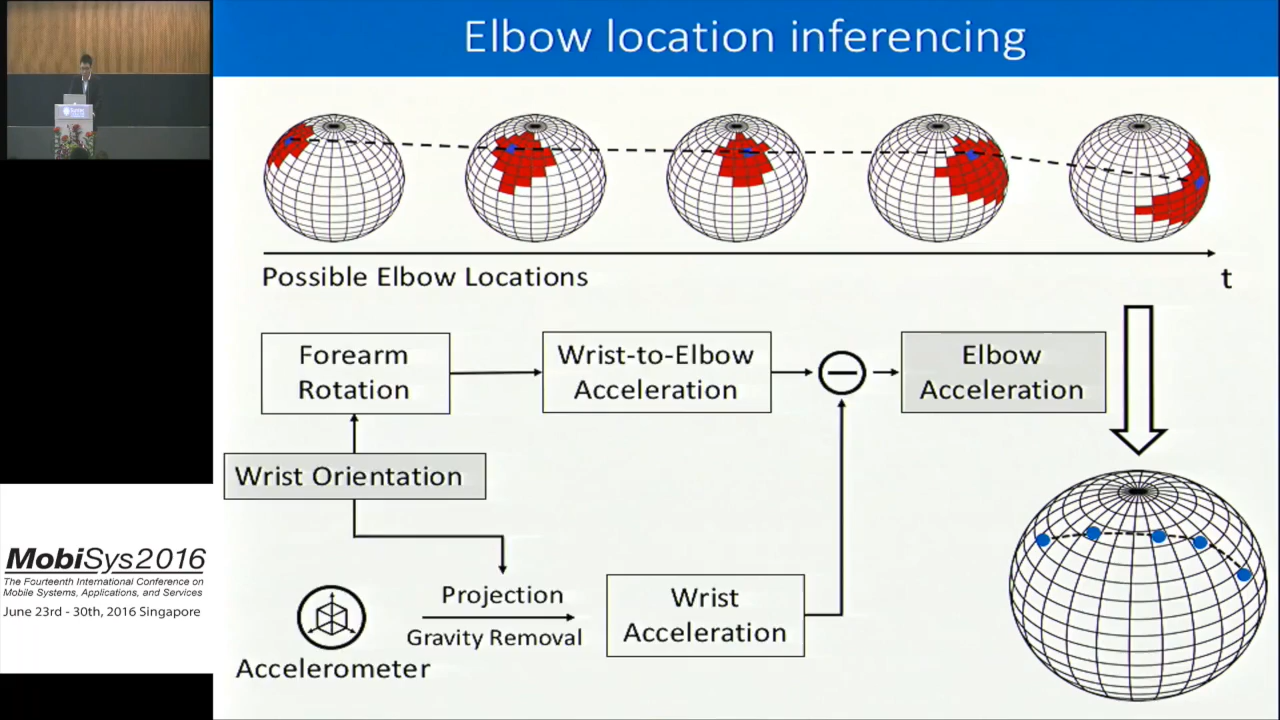 Elbow location inferencing
Possible Elbow Locations
t
Forearm
Rotation
Wrist-to-Elbow
Acceleration
Elbow
Acceleration
Wrist Orientation
Projection
Gravity Removal
Wrist
Acceleration
Accelerometer
MobiSys2016
The Fourteenth International Conference on
Mobile Systems, Applications, and Services
June 23rd - 30th, 2016 Singapore